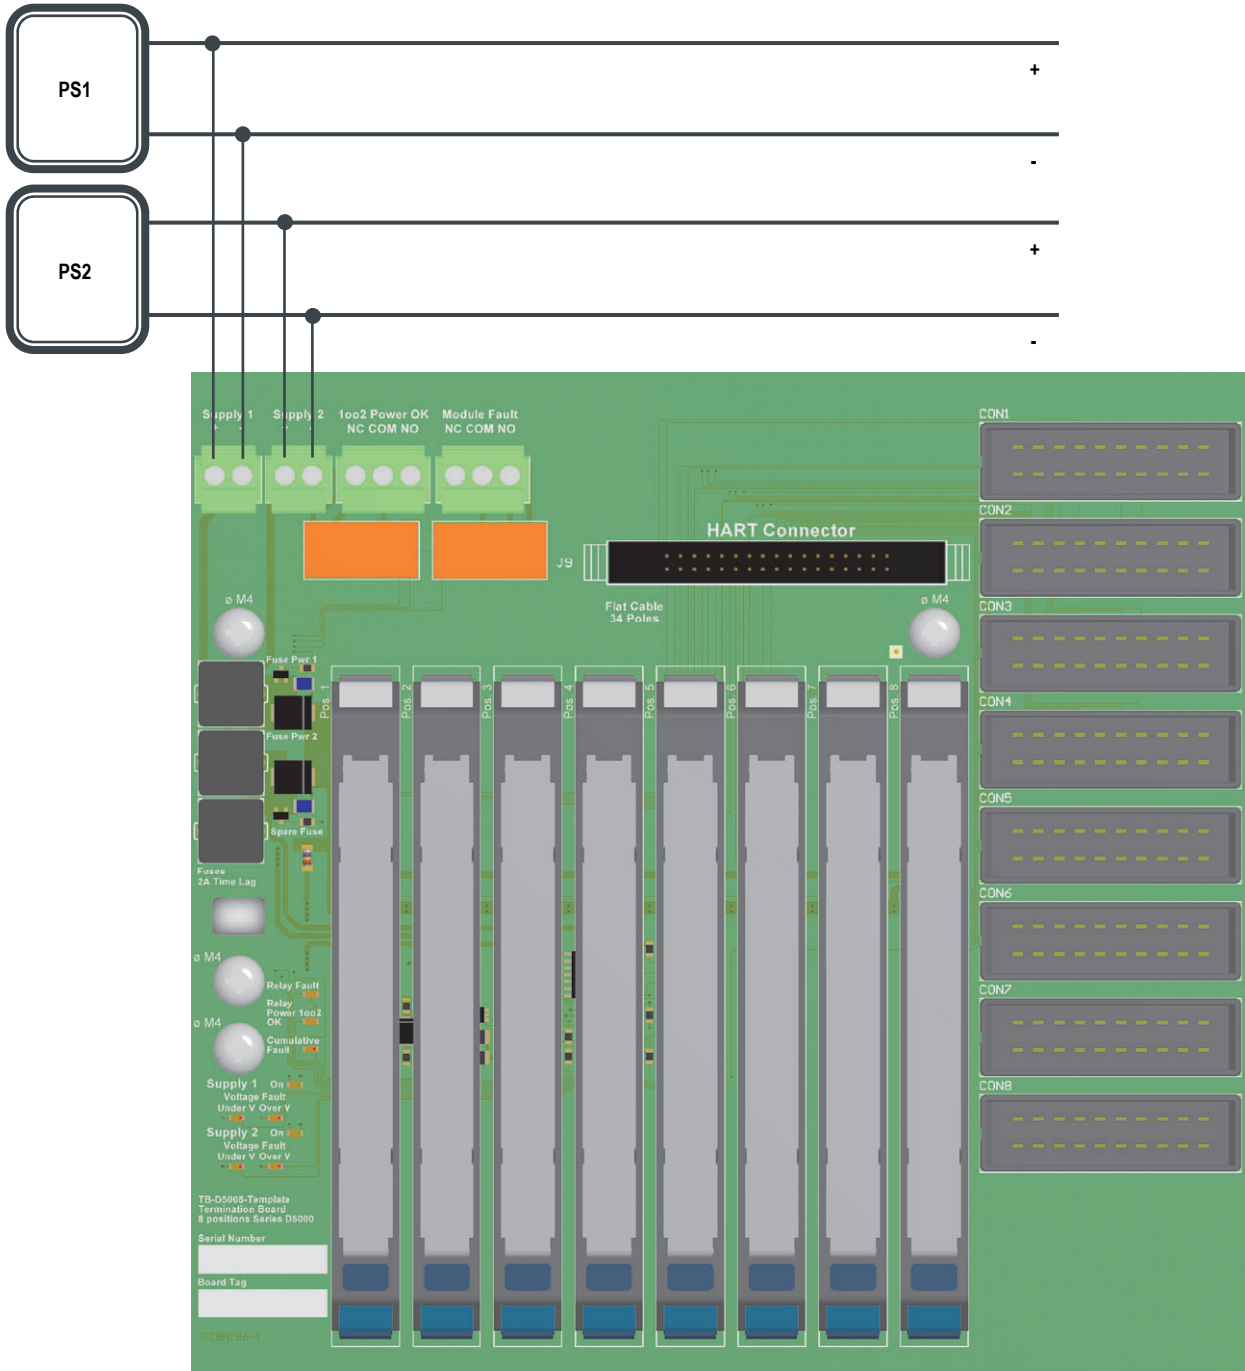 PS1
+
-
PS2
+
-
Supply 1
+ -
Supply 2
+ -
1oo2 Power OK
NC COM NO
Module Fault
NC COM NO
HART Connector
J9
Flat Cable
34 Poles
ø M4
ø M4
Fuse Pwr 1
Fuse Pwr 2
Spare Fuse
Fuses
2A Time Lag
Pos. 1
Pos. 2
Pos. 3
Pos. 4
Pos. 5
Pos. 6
Pos. 7
Pos. 8
CON1
CON2
CON3
CON4
CON5
CON6
CON7
CON8
ø M4
Relay Fault
Relay
Power 1oo2
OK
ø M4
Cumulative
Fault
Supply 1 On
Voltage Fault
Under V Over V
Supply 2 On
Voltage Fault
Under V Over V
TB-D5008-Template
Termination Board
8 positions Series D5000
Serial Number
Board Tag
PCBN186-1